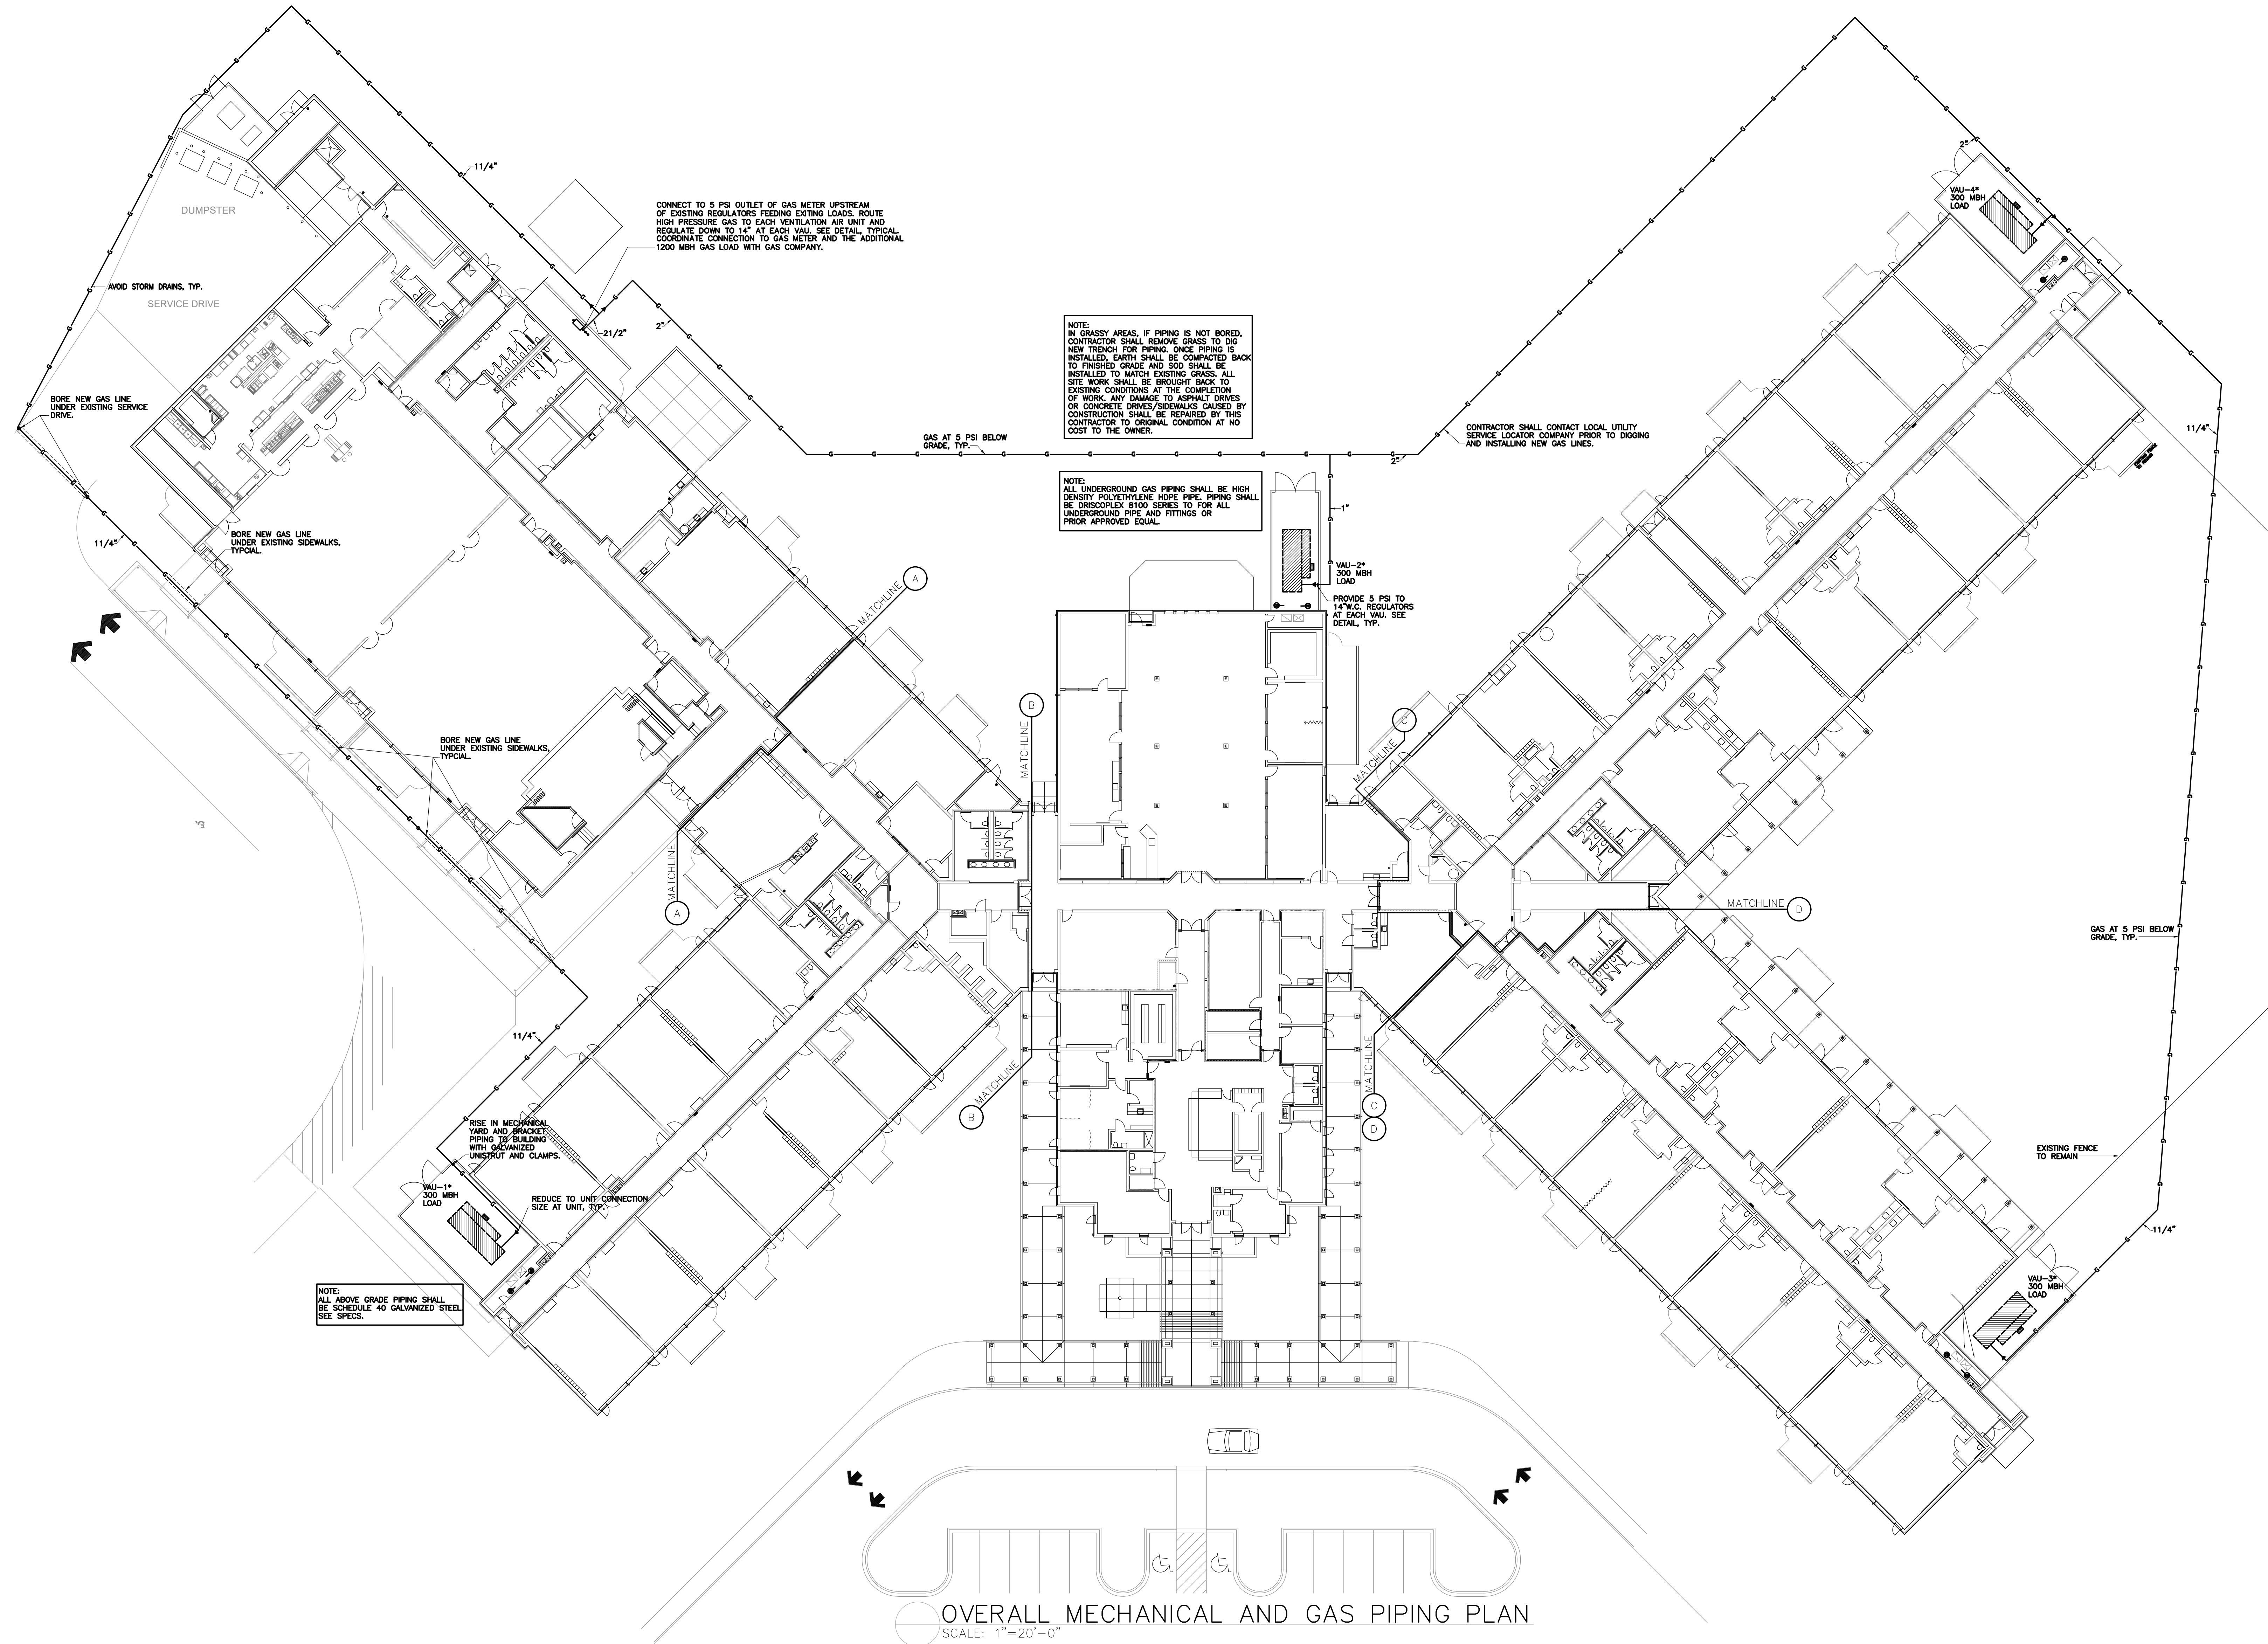 11/4"
CONNECT TO 5 PSI OUTLET OF GAS METER UPSTREAM
OF EXISTING REGULATORS FEEDING EXITING LOADS. ROUTE
HIGH PRESSURE GAS TO EACH VENTILATION AIR UNIT AND
REGULATE DOWN TO 14" AT EACH VAU. SEE DETAIL, TYPICAL.
COORDINATE CONNECTION TO GAS METER AND THE ADDITIONAL
1200 MBH GAS LOAD WITH GAS COMPANY.
DUMPSTER
AVOID STORM DRAINS, TYP.
SERVICE DRIVE
21/2"
2"
2"
VAU-4*
300 MBH
LOAD
NOTE:
IN GRASSY AREAS, IF PIPING IS NOT BORED,
CONTRACTOR SHALL REMOVE GRASS TO DIG
NEW TRENCH FOR PIPING. ONCE PIPING IS
INSTALLED, EARTH SHALL BE COMPACTED BACK
TO FINISHED GRADE AND SOD SHALL BE
INSTALLED TO MATCH EXISTING GRASS. ALL
SITE WORK SHALL BE BROUGHT BACK TO
EXISTING CONDITIONS AT THE COMPLETION
OF WORK. ANY DAMAGE TO ASPHALT DRIVES
OR CONCRETE DRIVES/SIDEWALKS CAUSED BY
CONSTRUCTION SHALL BE REPAIRED BY THIS
CONTRACTOR TO ORIGINAL CONDITION AT NO
COST TO THE OWNER.
BORE NEW GAS LINE
UNDER EXISTING SERVICE
DRIVE.
GAS AT 5 PSI BELOW
GRADE, TYP.
CONTRACTOR SHALL CONTACT LOCAL UTILITY
SERVICE LOCATOR COMPANY PRIOR TO DIGGING
AND INSTALLING NEW GAS LINES.
11/4"
2"
NOTE:
ALL UNDERGROUND GAS PIPING SHALL BE HIGH
DENSITY POLYETHYLENE HDPE PIPE. PIPING SHALL
BE DRISCOPLEX 8100 SERIES TO FOR ALL
UNDERGROUND PIPE AND FITTINGS OR
PRIOR APPROVED EQUAL.
1"
BORE NEW GAS LINE
UNDER EXISTING SIDEWALKS,
TYPCIAL.
11/4"
VAU-2*
300 MBH
LOAD
PROVIDE 5 PSI TO
14"W.C. REGULATORS
AT EACH VAU. SEE
DETAIL, TYP.
MATCHLINE
A
MATCHLINE
B
MATCHLINE
C
BORE NEW GAS LINE
UNDER EXISTING SIDEWALKS,
TYPCIAL.
MATCHLINE
A
MATCHLINE
D
GAS AT 5 PSI BELOW
GRADE, TYP.
11/4"
MATCHLINE
B
MATCHLINE
C
D
RISE IN MECHANICAL
YARD AND BRACKET
PIPING TO BUILDING
WITH GALVANIZED
UNISTRUT AND CLAMPS.
EXISTING FENCE
TO REMAIN
VAU-1*
300 MBH
LOAD
REDUCE TO UNIT CONNECTION
SIZE AT UNIT, TYP.
11/4"
VAU-3*
300 MBH
LOAD
NOTE:
ALL ABOVE GRADE PIPING SHALL
BE SCHEDULE 40 GALVANIZED STEEL.
SEE SPECS.
OVERALL MECHANICAL AND GAS PIPING PLAN
SCALE: 1"=20'-0"